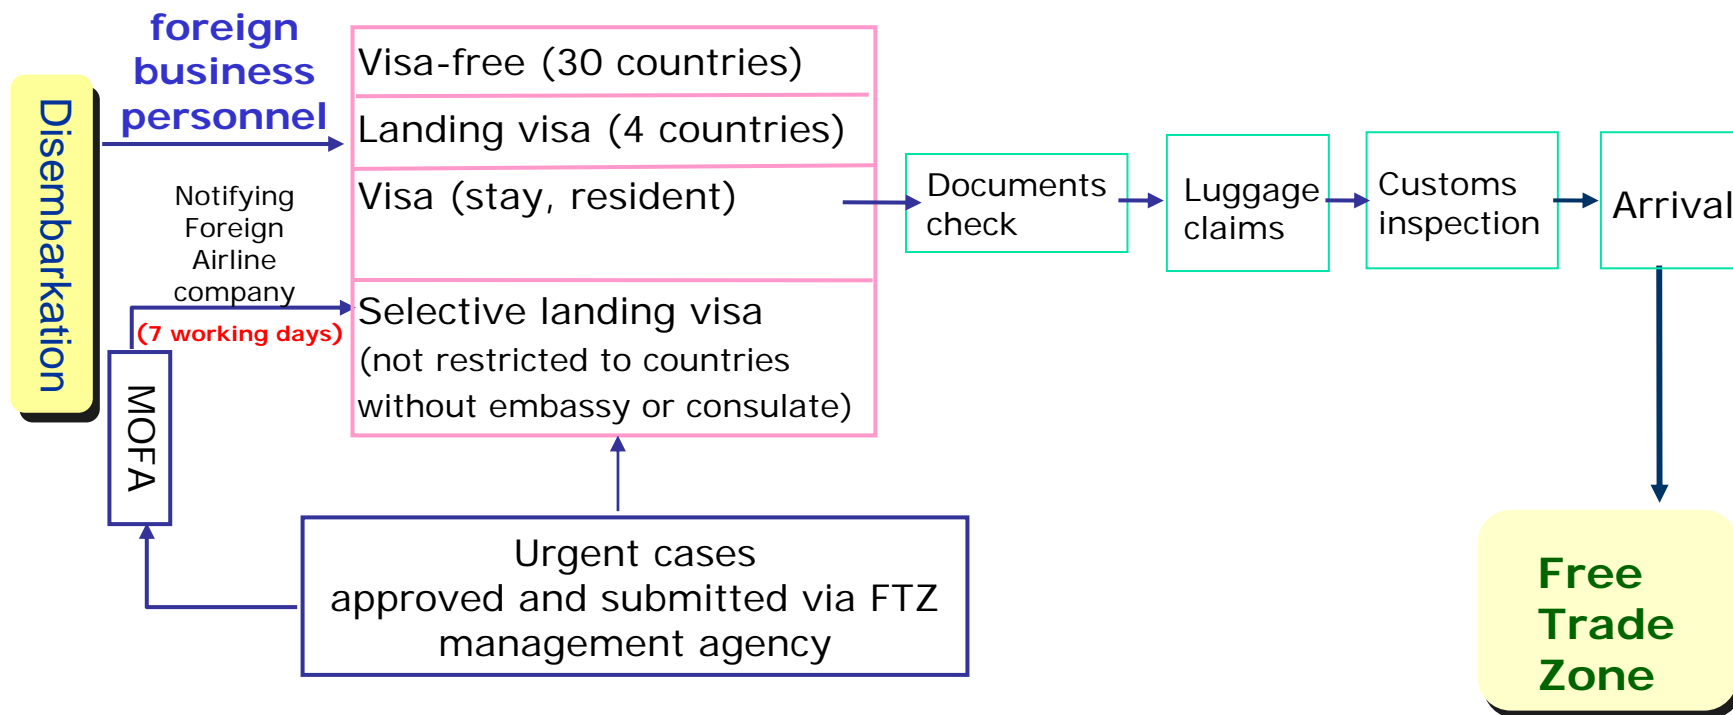 Disembarkation
foreign
business
personnel
Notifying
Foreign
Airline
company
(7 working days)
MOFA
Visa-free (30 countries)
Landing visa (4 countries)
Visa (stay, resident)
Selective landing visa
(not restricted to countries
without embassy or consulate)
Urgent cases
approved and submitted via FTZ
management agency
Documents
check
Luggage
claims
Customs
inspection
Arrival
Free
Trade
Zone